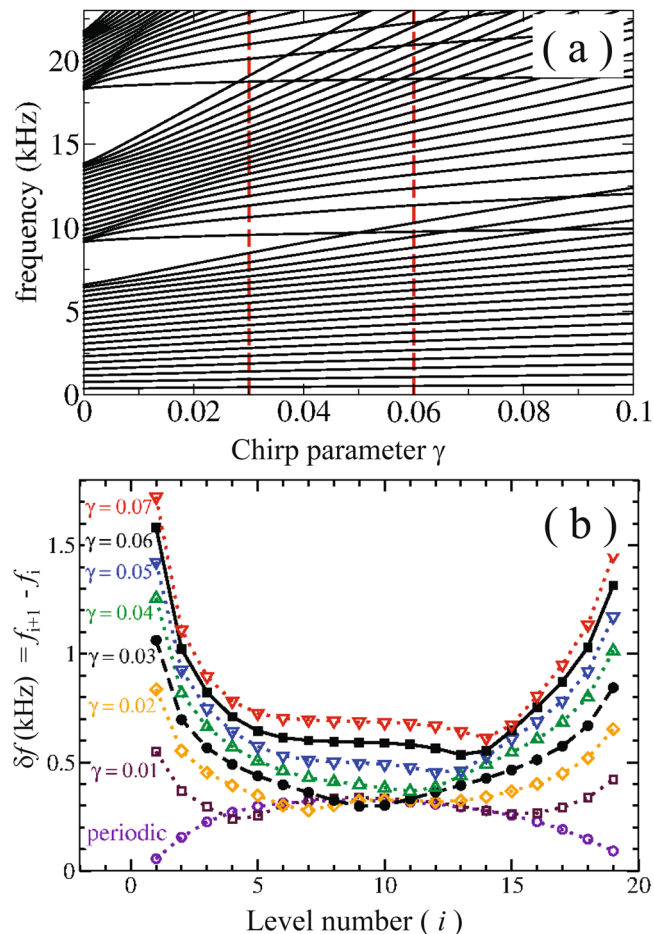 ( a )
20
15
10
5
0
frequency (kHz)
0
0.02
0.04
0.06
0.08
0.1
Chirp parameter γ
( b )
γ = 0.07
γ = 0.06
γ = 0.05
γ = 0.04
γ = 0.03
γ = 0.02
γ = 0.01
periodic
1.5
1
0.5
0
δf (kHz) = fi+1 - fi
0
5
10
15
20
Level number ( i )